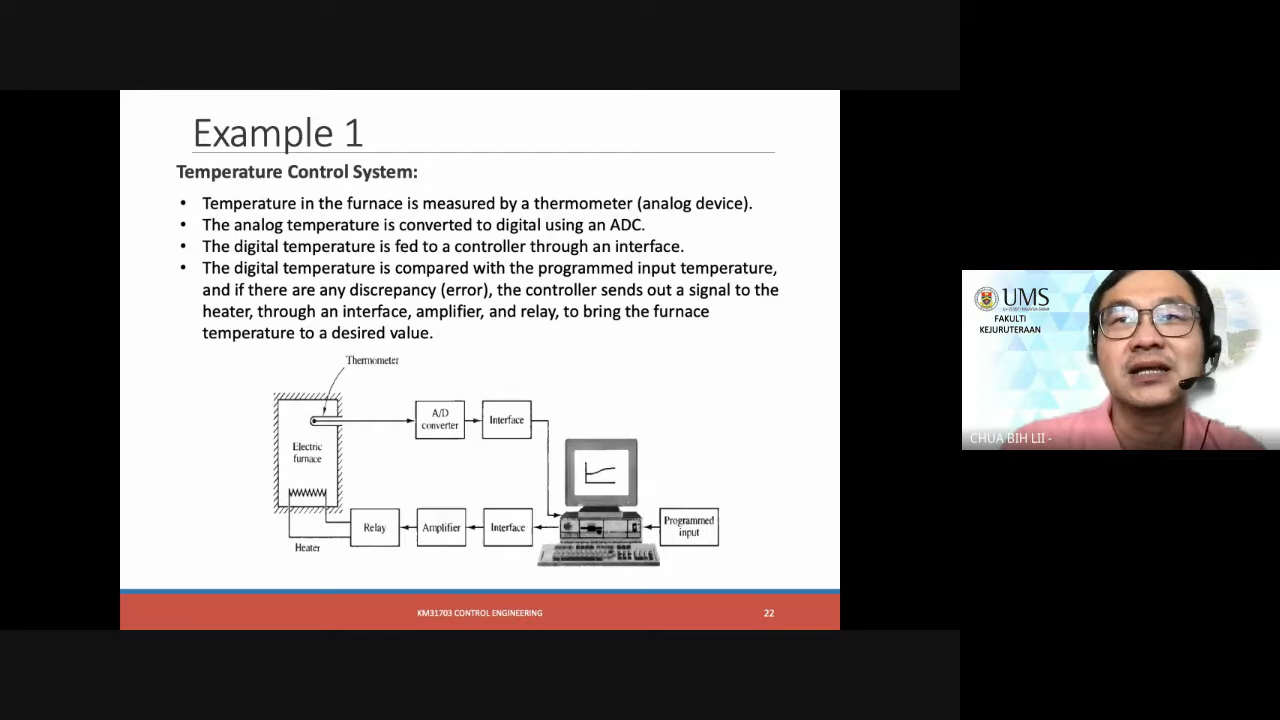 Example 1
Temperature Control System:
• Temperature in the furnace is measured by a thermometer (analog device).
• The analog temperature is converted to digital using an ADC.
• The digital temperature is fed to a controller through an interface.
• The digital temperature is compared with the programmed input temperature,
and if there are any discrepancy (error), the controller sends out a signal to the
heater, through an interface, amplifier, and relay, to bring the furnace
temperature to a desired value.
Thermometer
A/D
converter
Interface
Electric
furnace
Relay
Amplifier
Interface
Programmed
input
Heater
KM31703 CONTROL ENGINEERING
22
UMS
FAKULTI
KEJURUTERAAN
CHUA BIH LII -